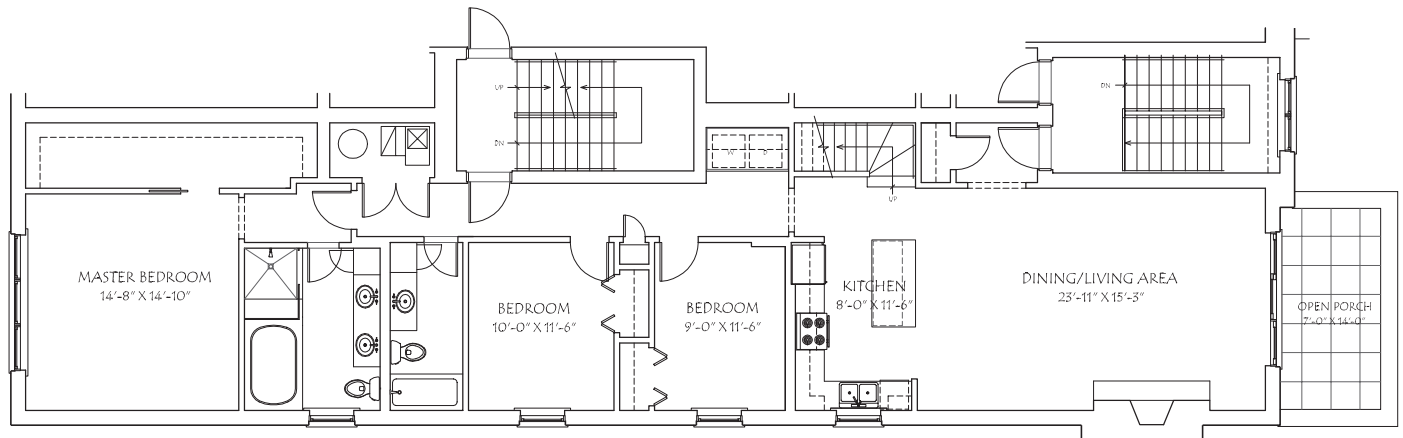 UP
DN
W D
UP
DN
MASTER BEDROOM
14'-8" X 14'-10"
BEDROOM
10'-0" X 11'-6"
BEDROOM
9'-0" X 11'-6"
KITCHEN
8'-0" X 11'-6"
DINING/LIVING AREA
23'-11" X 15'-3"
OPEN PORCH
7'-0" X 14'-0"